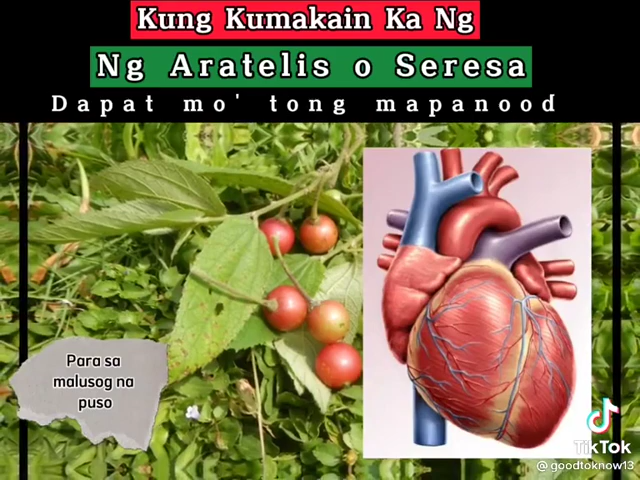 Kung Kumakain Ka Ng
Ng Aratelis o Seresa
Dapat mo' tong mapanood
Para sa
malusog na
puso
TikTok
@goodtoknow13